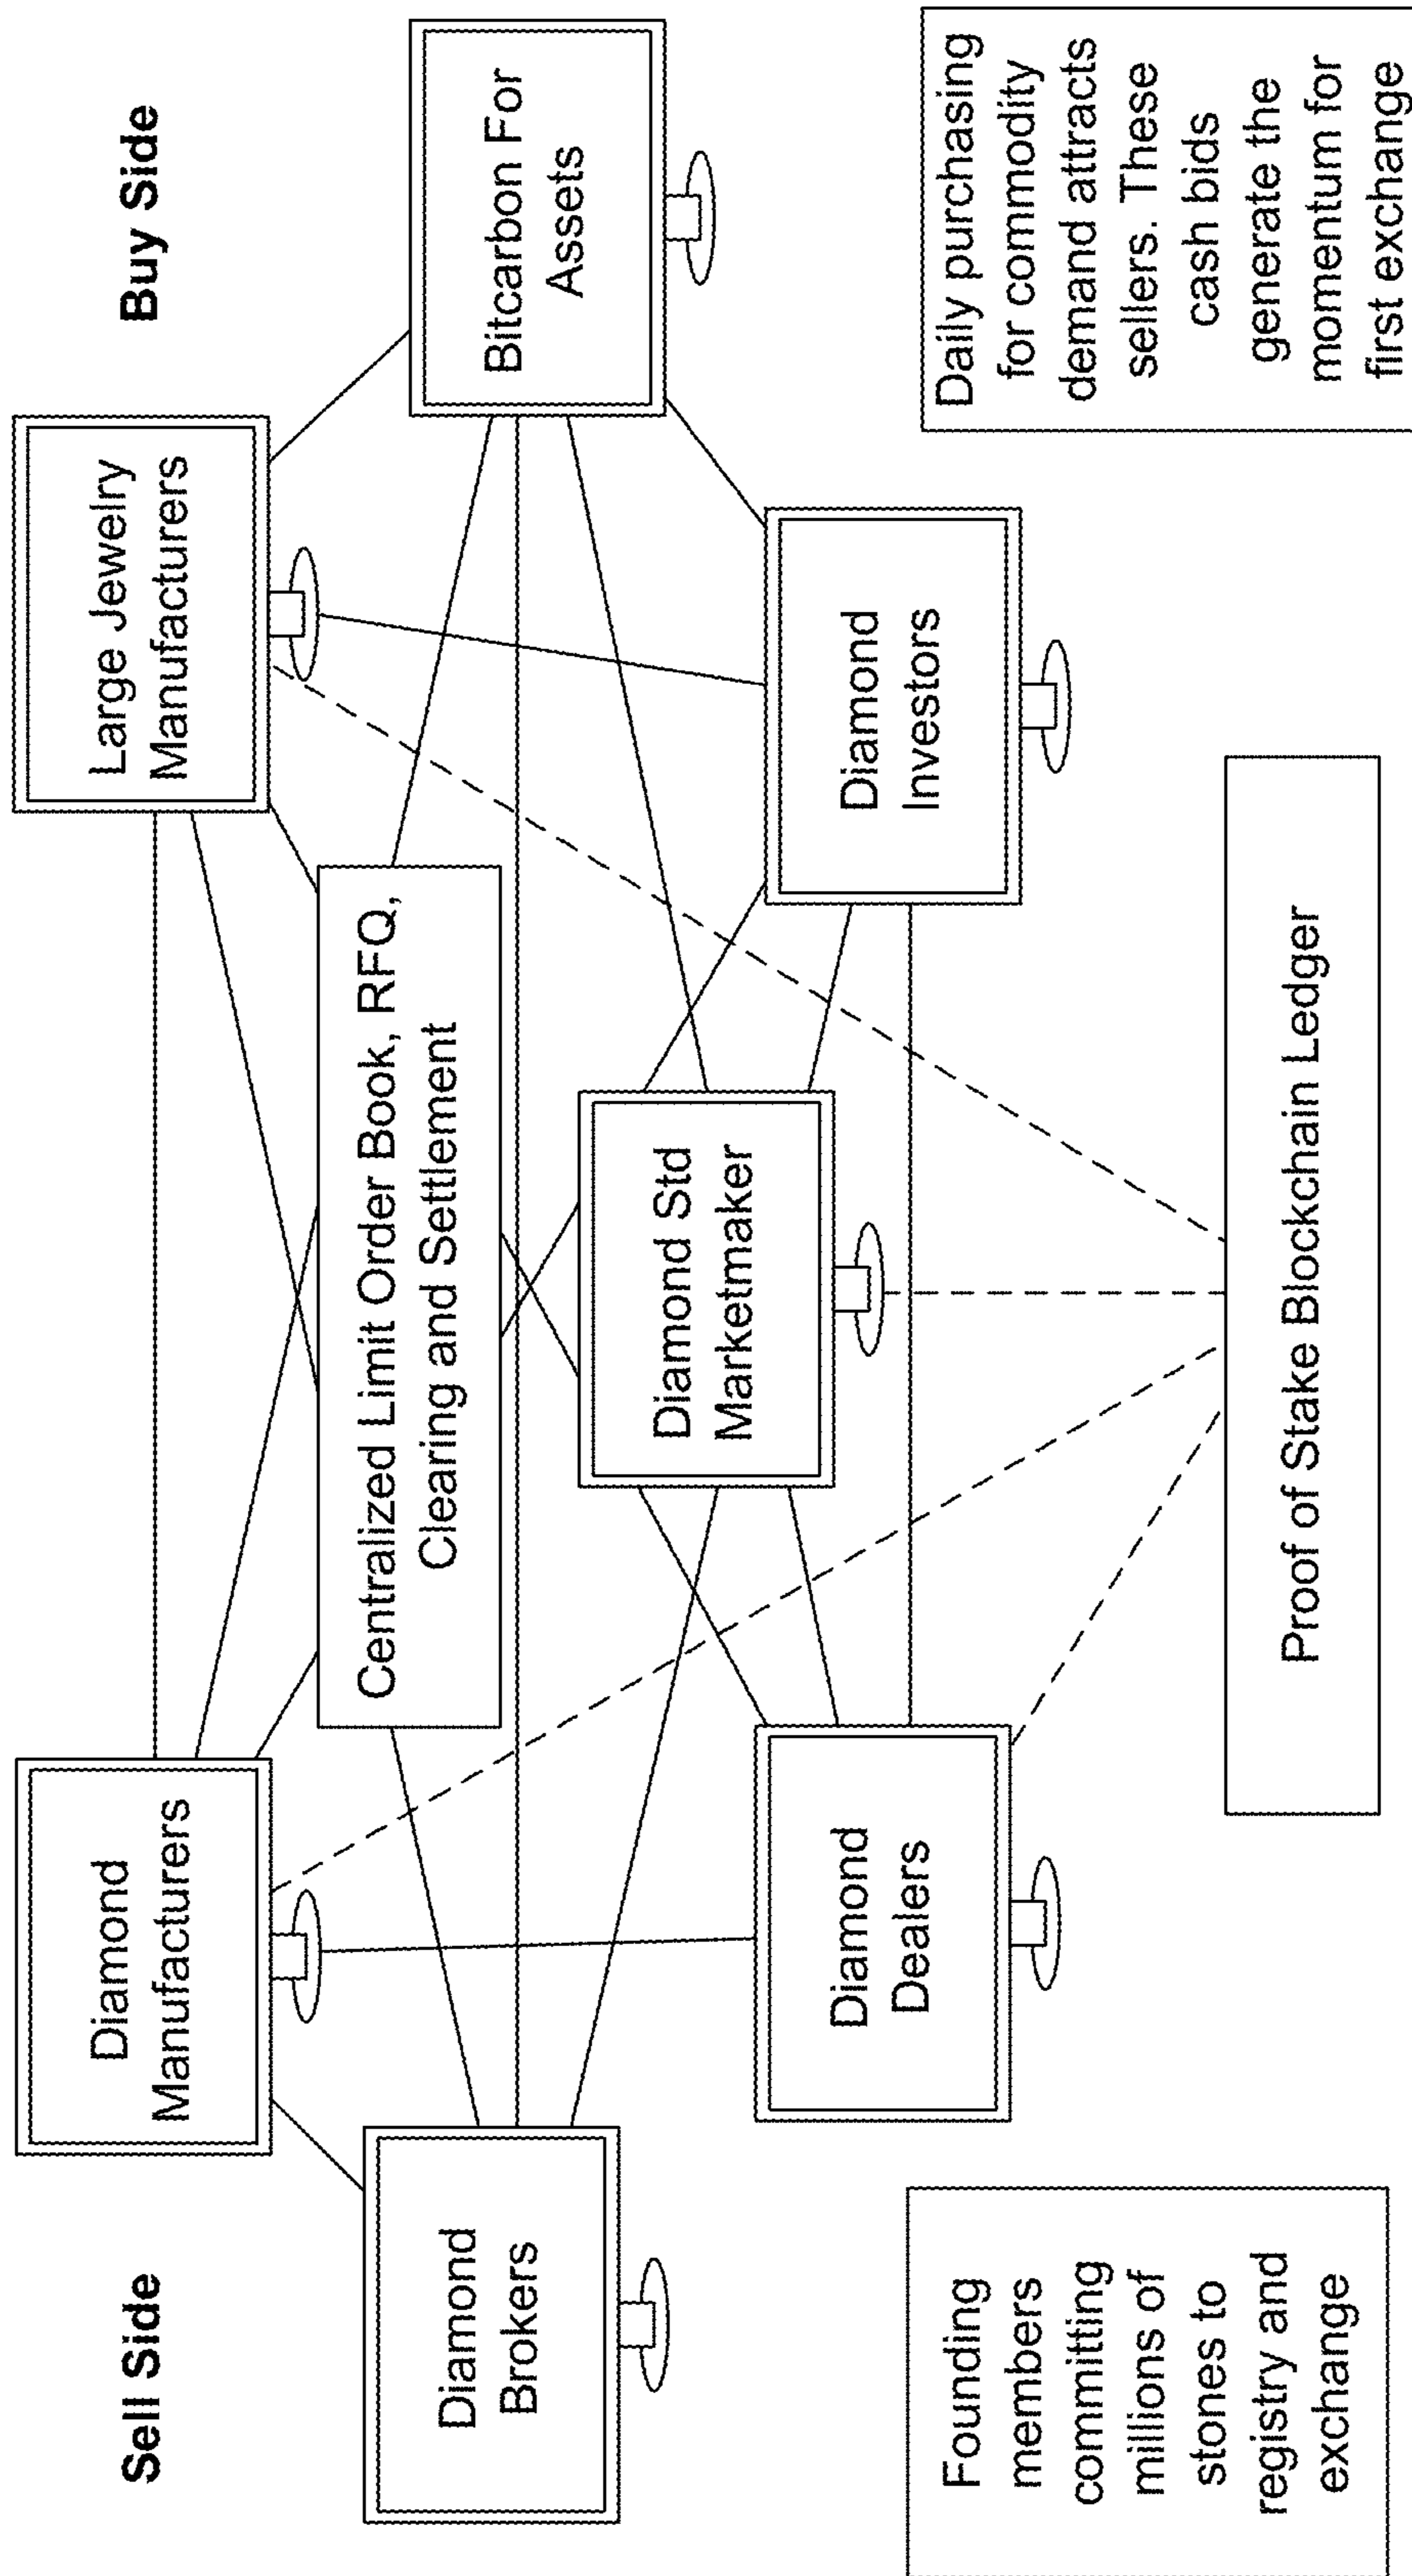 Sell Side
Buy Side
Diamond
Manufacturers
Large Jewelry
Manufacturers
Diamond
Brokers
Centralized Limit Order Book, RFQ,
Clearing and Settlement
Bitcarbon For
Assets
Diamond Std
Marketmaker
Diamond
Dealers
Diamond
Investors
Founding
members
committing
millions of
stones to
registry and
exchange
Proof of Stake Blockchain Ledger
Daily purchasing
for commodity
demand attracts
sellers. These
cash bids
generate the
momentum for
first exchange